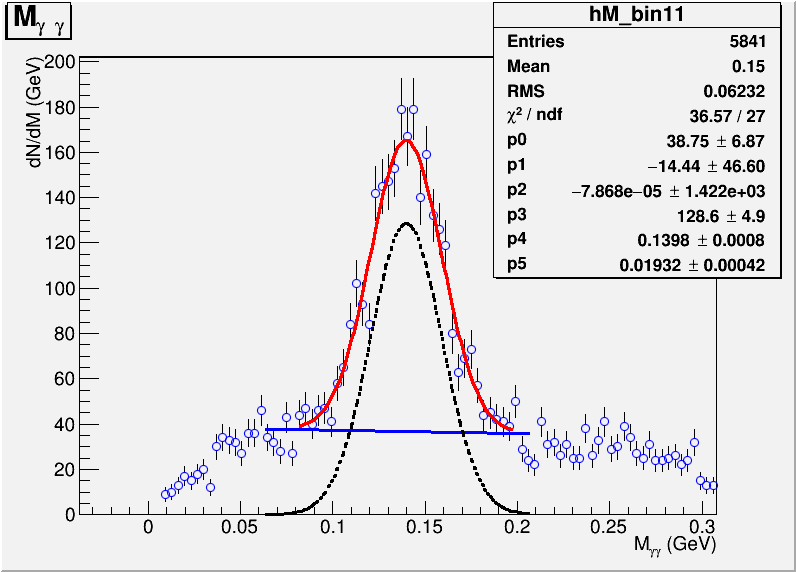 M γ γ
hM_bin11
Entries 5841
Mean 0.15
RMS 0.06232
χ² / ndf 36.57 / 27
p0 38.75 ± 6.87
p1 −14.44 ± 46.60
p2 −7.868e−05 ± 1.422e+03
p3 128.6 ± 4.9
p4 0.1398 ± 0.0008
p5 0.01932 ± 0.00042
dN/dM (GeV)
200
180
160
140
120
100
80
60
40
20
0
0 0.05 0.1 0.15 0.2 0.25 0.3
M γγ (GeV)